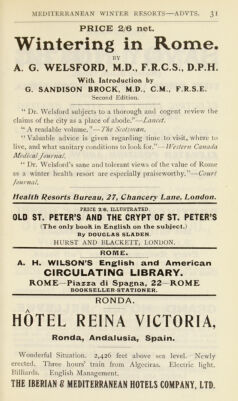 MEDITERRANEAN WINTER RESORTS—ADVTS. 31
PRICE 2/6 net.
Wintering in Rome.
BY
A. G. WELSFORD, M.D., F.R.C.S., D.P.H.
With Introduction by
G. SANDISON BROCK, M.D., C.M., F.R.S.E.
Second Edition.
"Dr. Welsford subjects to a thorough and cogent review the
claims of the city as a place of abode."—Lancet.
"A readable volume."—The Scotsman.
"Valuable advice is given regarding time to visit, where to
live, and what sanitary conditions to look for."—Western Canada
Medical Journal.
"Dr. Welsford's sane and tolerant views of the value of Rome
as a winter health resort are especially praiseworthy."—Court
Journal.
Health Resorts Bureau, 27, Chancery Lane, London.
PRICE 3/6, ILLUSTRATED
OLD ST. PETER'S AND THE CRYPT OF ST. PETER'S
(The only book in English on the subject.)
By DOUGLAS SLADEN.
HURST AND BLACKETT, LONDON.
ROME.
A. H. WILSON'S English and American
CIRCULATING LIBRARY.
ROME—Piazza di Spagna, 22—ROME
BOOKSELLER-STATIONER.
RONDA.
HÔTEL REINA VICTORIA,
Ronda, Andalusia, Spain.
Wonderful Situation. 2,426 feet above sea level. Newly
erected. Three hours' train from Algeciras. Electric light.
Billiards. English Management.
THE IBERIAN & MEDITERRANEAN HOTELS COMPANY, LTD.